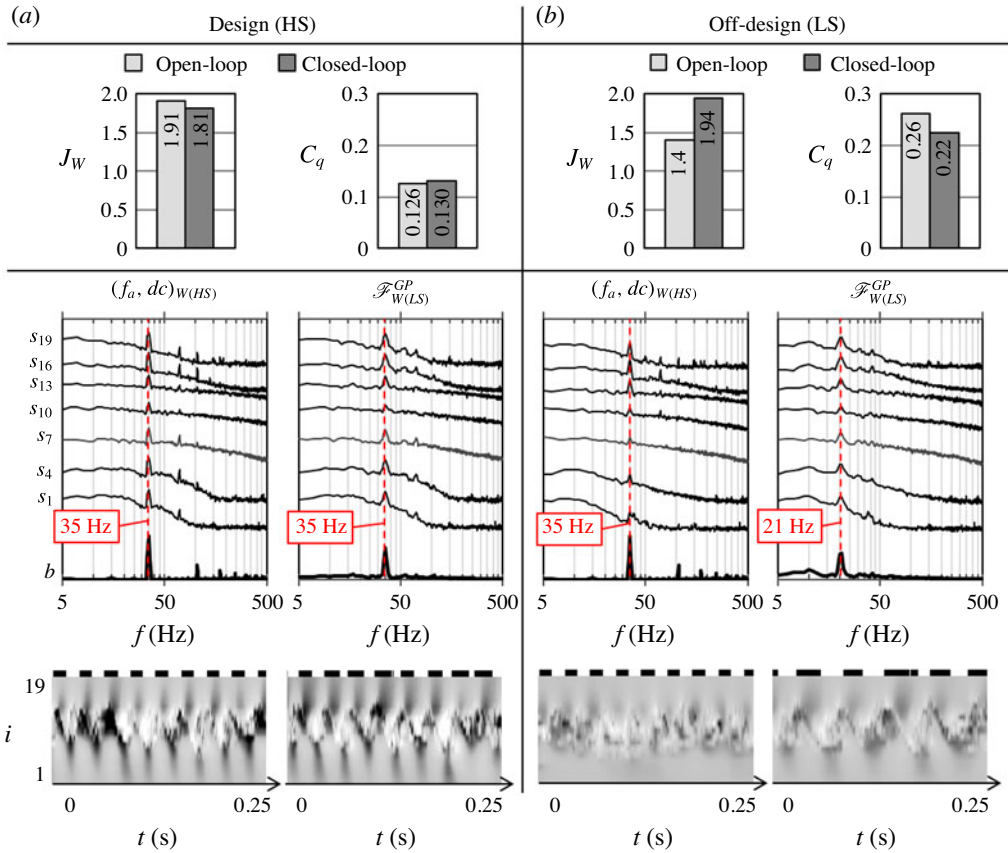 (a) Design (HS)
(b) Off-design (LS)
Open-loop Closed-loop
Open-loop Closed-loop
2.0
1.5
1.0
0.5
0
J_W
1.91
1.81
0.3
0.2
0.1
0
C_q
0.126
0.130
2.0
1.5
1.0
0.5
0
J_W
1.4
1.94
0.3
0.2
0.1
0
C_q
0.26
0.22
(f_a, dc)_W(HS)
ℱ^GP_W(LS)
(f_a, dc)_W(HS)
ℱ^GP_W(LS)
s_19
s_16
s_13
s_10
s_7
s_4
s_1
b
35 Hz
35 Hz
35 Hz
21 Hz
5 50 500
5 50 500
5 50 500
5 50 500
f (Hz)
f (Hz)
f (Hz)
f (Hz)
19
i
1
0 0.25
0 0.25
t (s)
t (s)
t (s)
t (s)